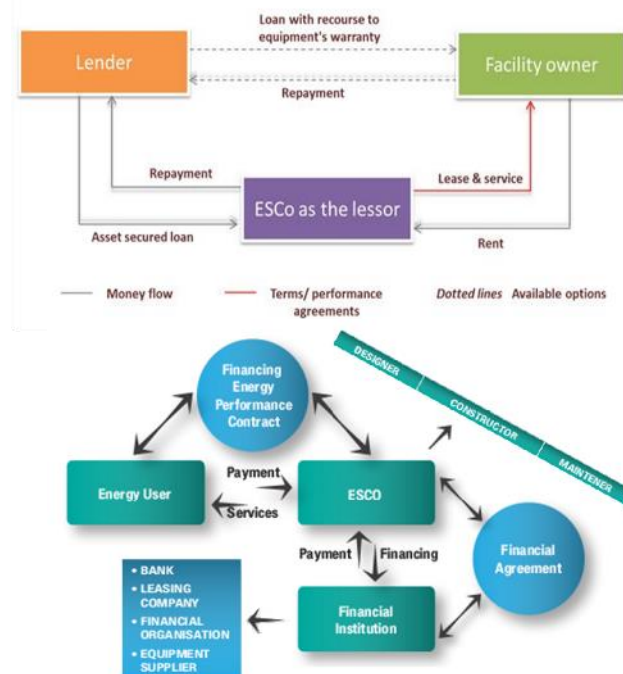 Loan with recourse to
equipment's warranty
Lender
Facility owner
Repayment
Repayment
Lease & service
ESCo as the lessor
Asset secured loan
Rent
Money flow
Terms/ performance
agreements
Dotted lines Available options
DESIGNER
CONSTRUCTOR
MAINTENER
Financing
Energy
Performance
Contract
Energy User
Payment
Services
ESCO
Payment
Financing
Financial
Agreement
• BANK
• LEASING
COMPANY
• FINANCIAL
ORGANISATION
• EQUIPMENT
SUPPLIER
Financial
Institution